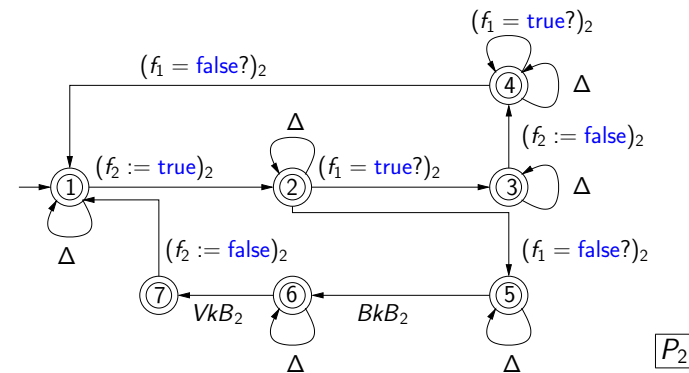 (f₁ = true?)₂
(f₁ = false?)₂
4
Δ
Δ
(f₂ := true)₂
(f₁ = true?)₂
(f₂ := false)₂
1
2
3
Δ
Δ
(f₂ := false)₂
(f₁ = false?)₂
7
6
5
VkB₂
BkB₂
Δ
Δ
P₂